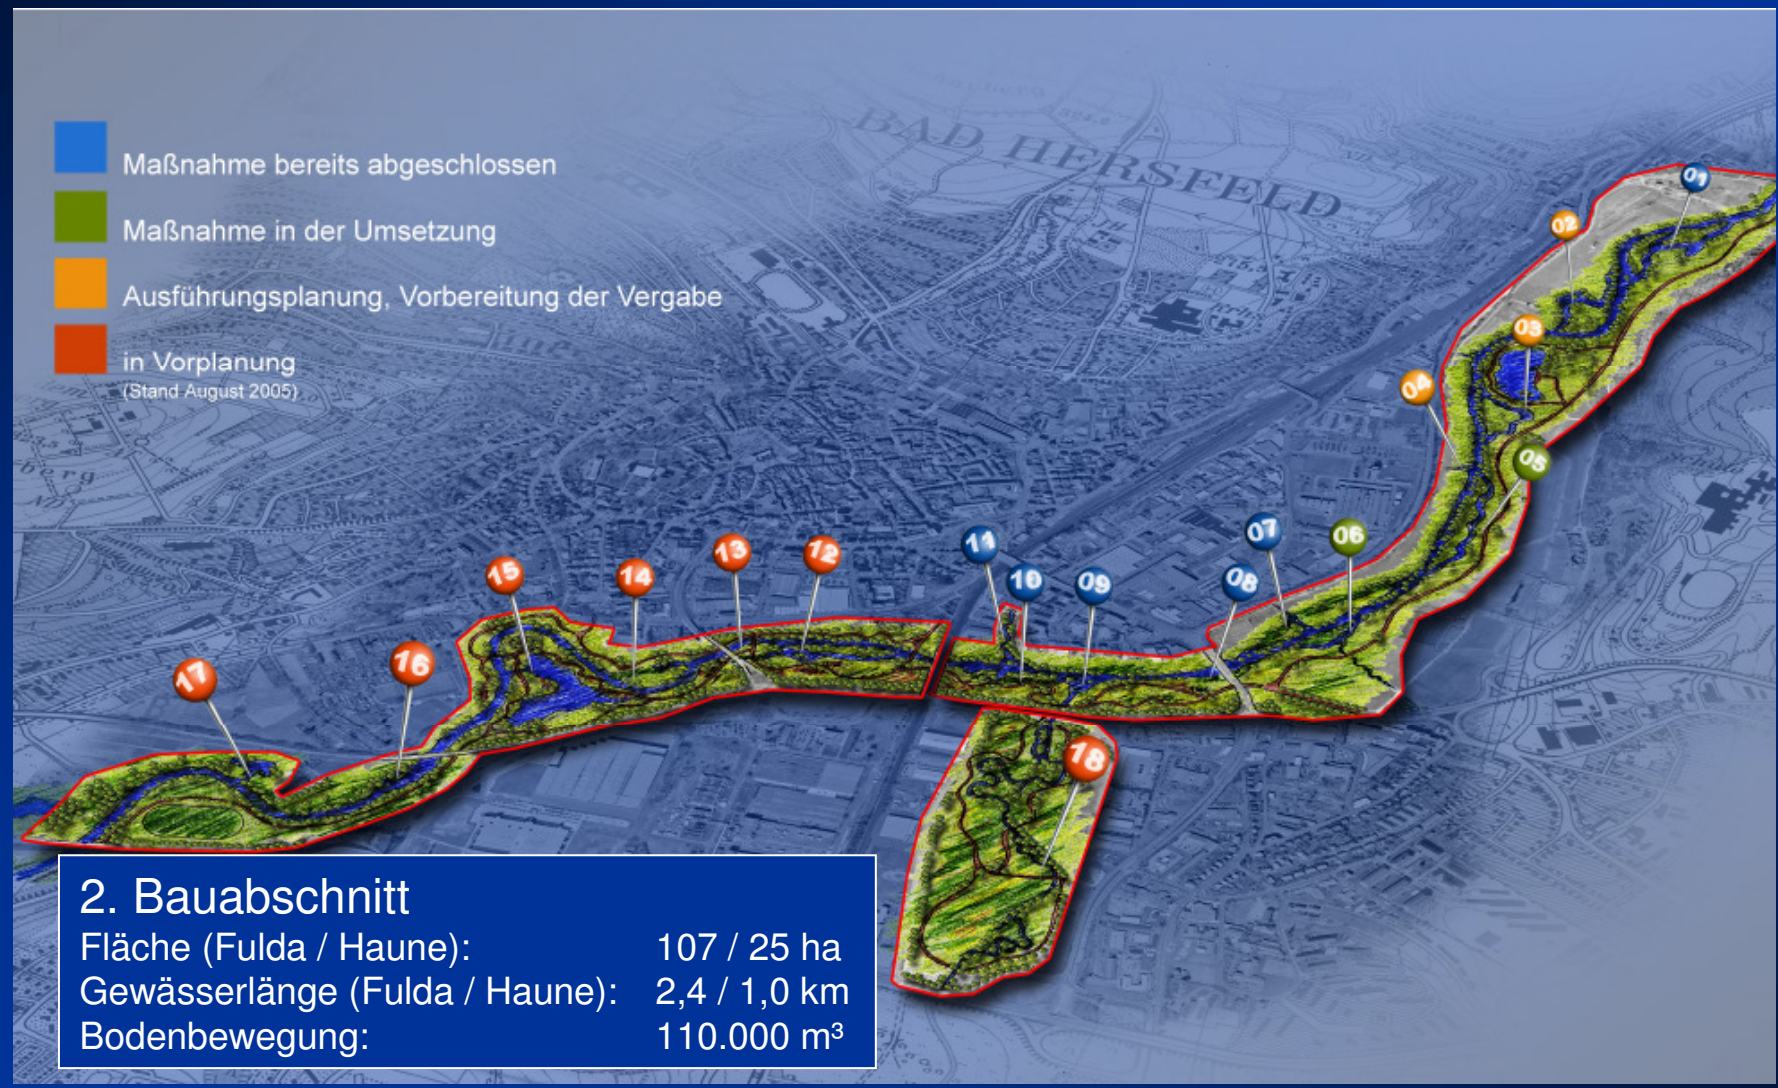 BAD HERSFELD
Maßnahme bereits abgeschlossen
Maßnahme in der Umsetzung
Ausführungsplanung, Vorbereitung der Vergabe
in Vorplanung
(Stand August 2005)
01
02
03
04
05
06
07
08
09
10
11
12
13
14
15
16
17
18
2. Bauabschnitt
Fläche (Fulda / Haune): 107 / 25 ha
Gewässerlänge (Fulda / Haune): 2,4 / 1,0 km
Bodenbewegung: 110.000 m³